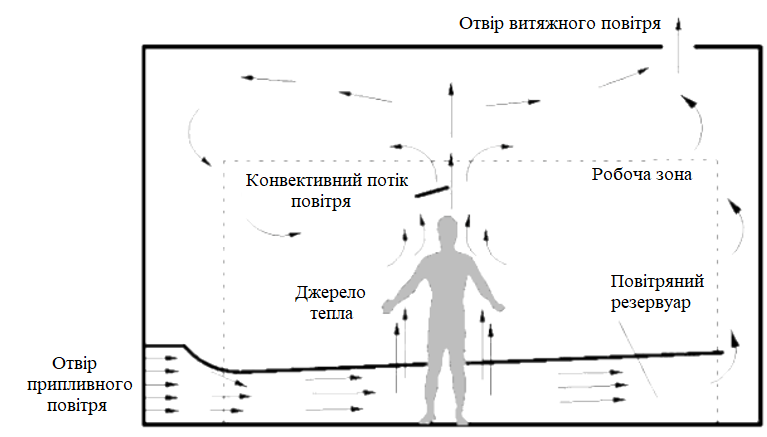 Отвір витяжного повітря
Конвективний потік
повітря
Робоча зона
Джерело
тепла
Повітряний
резервуар
Отвір
припливного
повітря